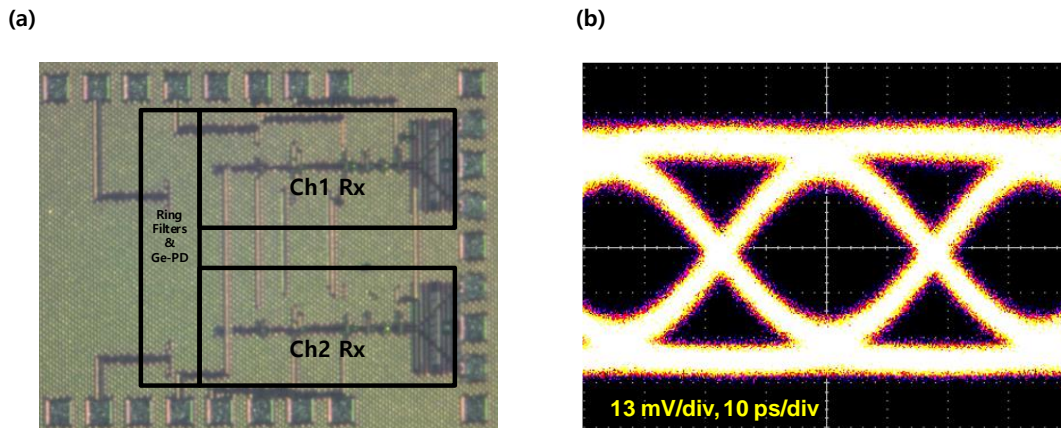 (a)
(b)
Ch1 Rx
Ring
Filters
&
Ge-PD
Ch2 Rx
13 mV/div, 10 ps/div